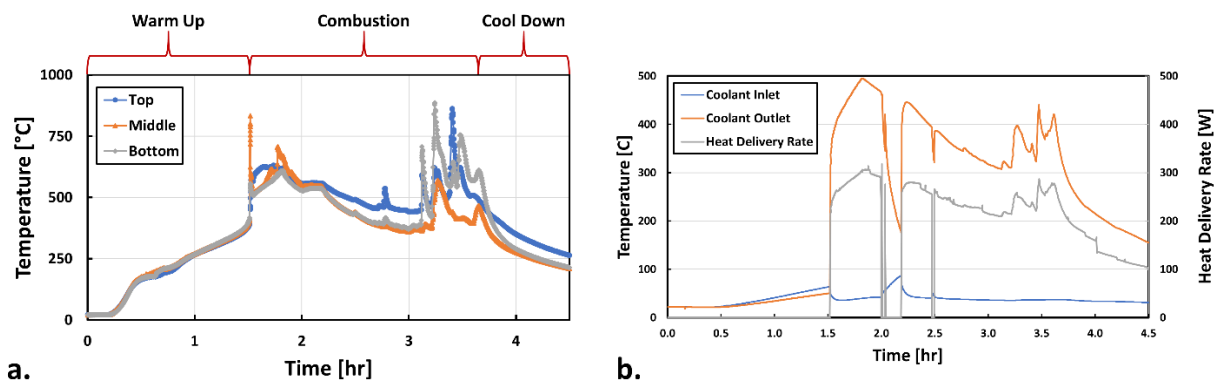 Warm Up
Combustion
Cool Down
1000
750
500
250
0
Temperature [°C]
Top
Middle
Bottom
0
1
2
3
4
Time [hr]
a.
500
400
300
200
100
0
Temperature [C]
Coolant Inlet
Coolant Outlet
Heat Delivery Rate
500
400
300
200
100
0
Heat Delivery Rate [W]
0.0
0.5
1.0
1.5
2.0
2.5
3.0
3.5
4.0
4.5
Time [hr]
b.